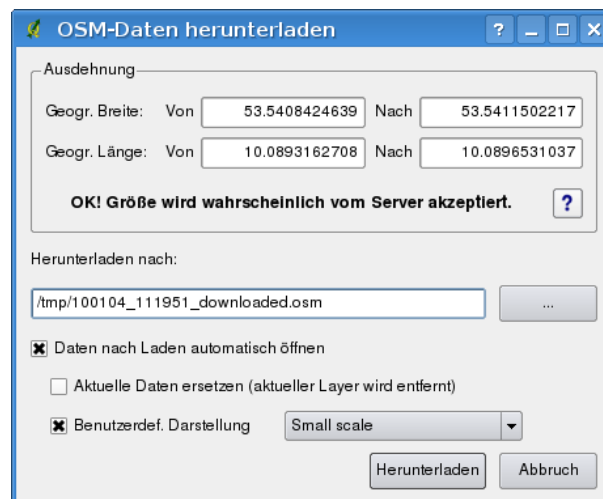 OSM-Daten herunterladen ?
Ausdehnung
Geogr. Breite: Von 53.5408424639 Nach 53.5411502217
Geogr. Länge: Von 10.0893162708 Nach 10.0896531037
OK! Größe wird wahrscheinlich vom Server akzeptiert. ?
Herunterladen nach:
/tmp/100104_111951_downloaded.osm ...
Daten nach Laden automatisch öffnen
Aktuelle Daten ersetzen (aktueller Layer wird entfernt)
Benutzerdef. Darstellung Small scale
Herunterladen Abbruch